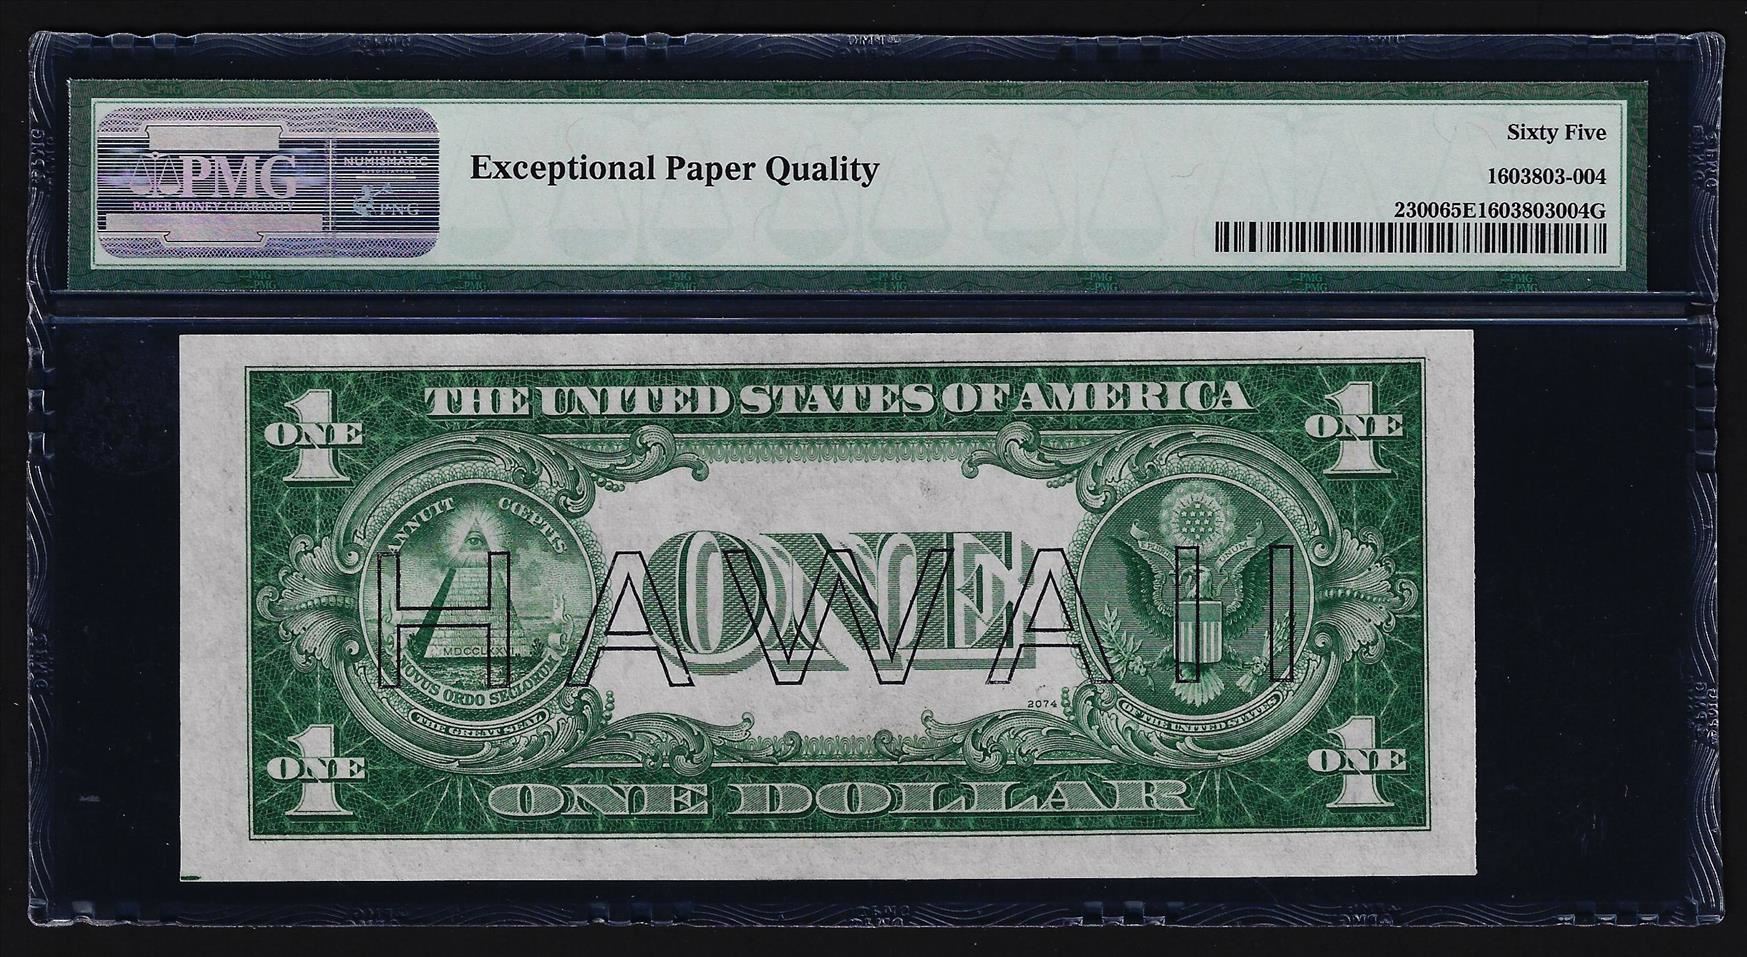 PMG
PAPER MONEY GUARANTY
AMERICAN
NUMISMATIC
ASSOCIATION
PNG
Exceptional Paper Quality
Sixty Five
1603803-004
230065E1603803004G
THE UNITED STATES OF AMERICA
1
ONE
1
ONE
ANNUIT CŒPTIS
MDCCLXXVI
NOVUS ORDO SECLORUM
THE GREAT SEAL
ONE
HAWAII
2074
OF THE UNITED STATES
1
ONE
1
ONE
ONE DOLLAR